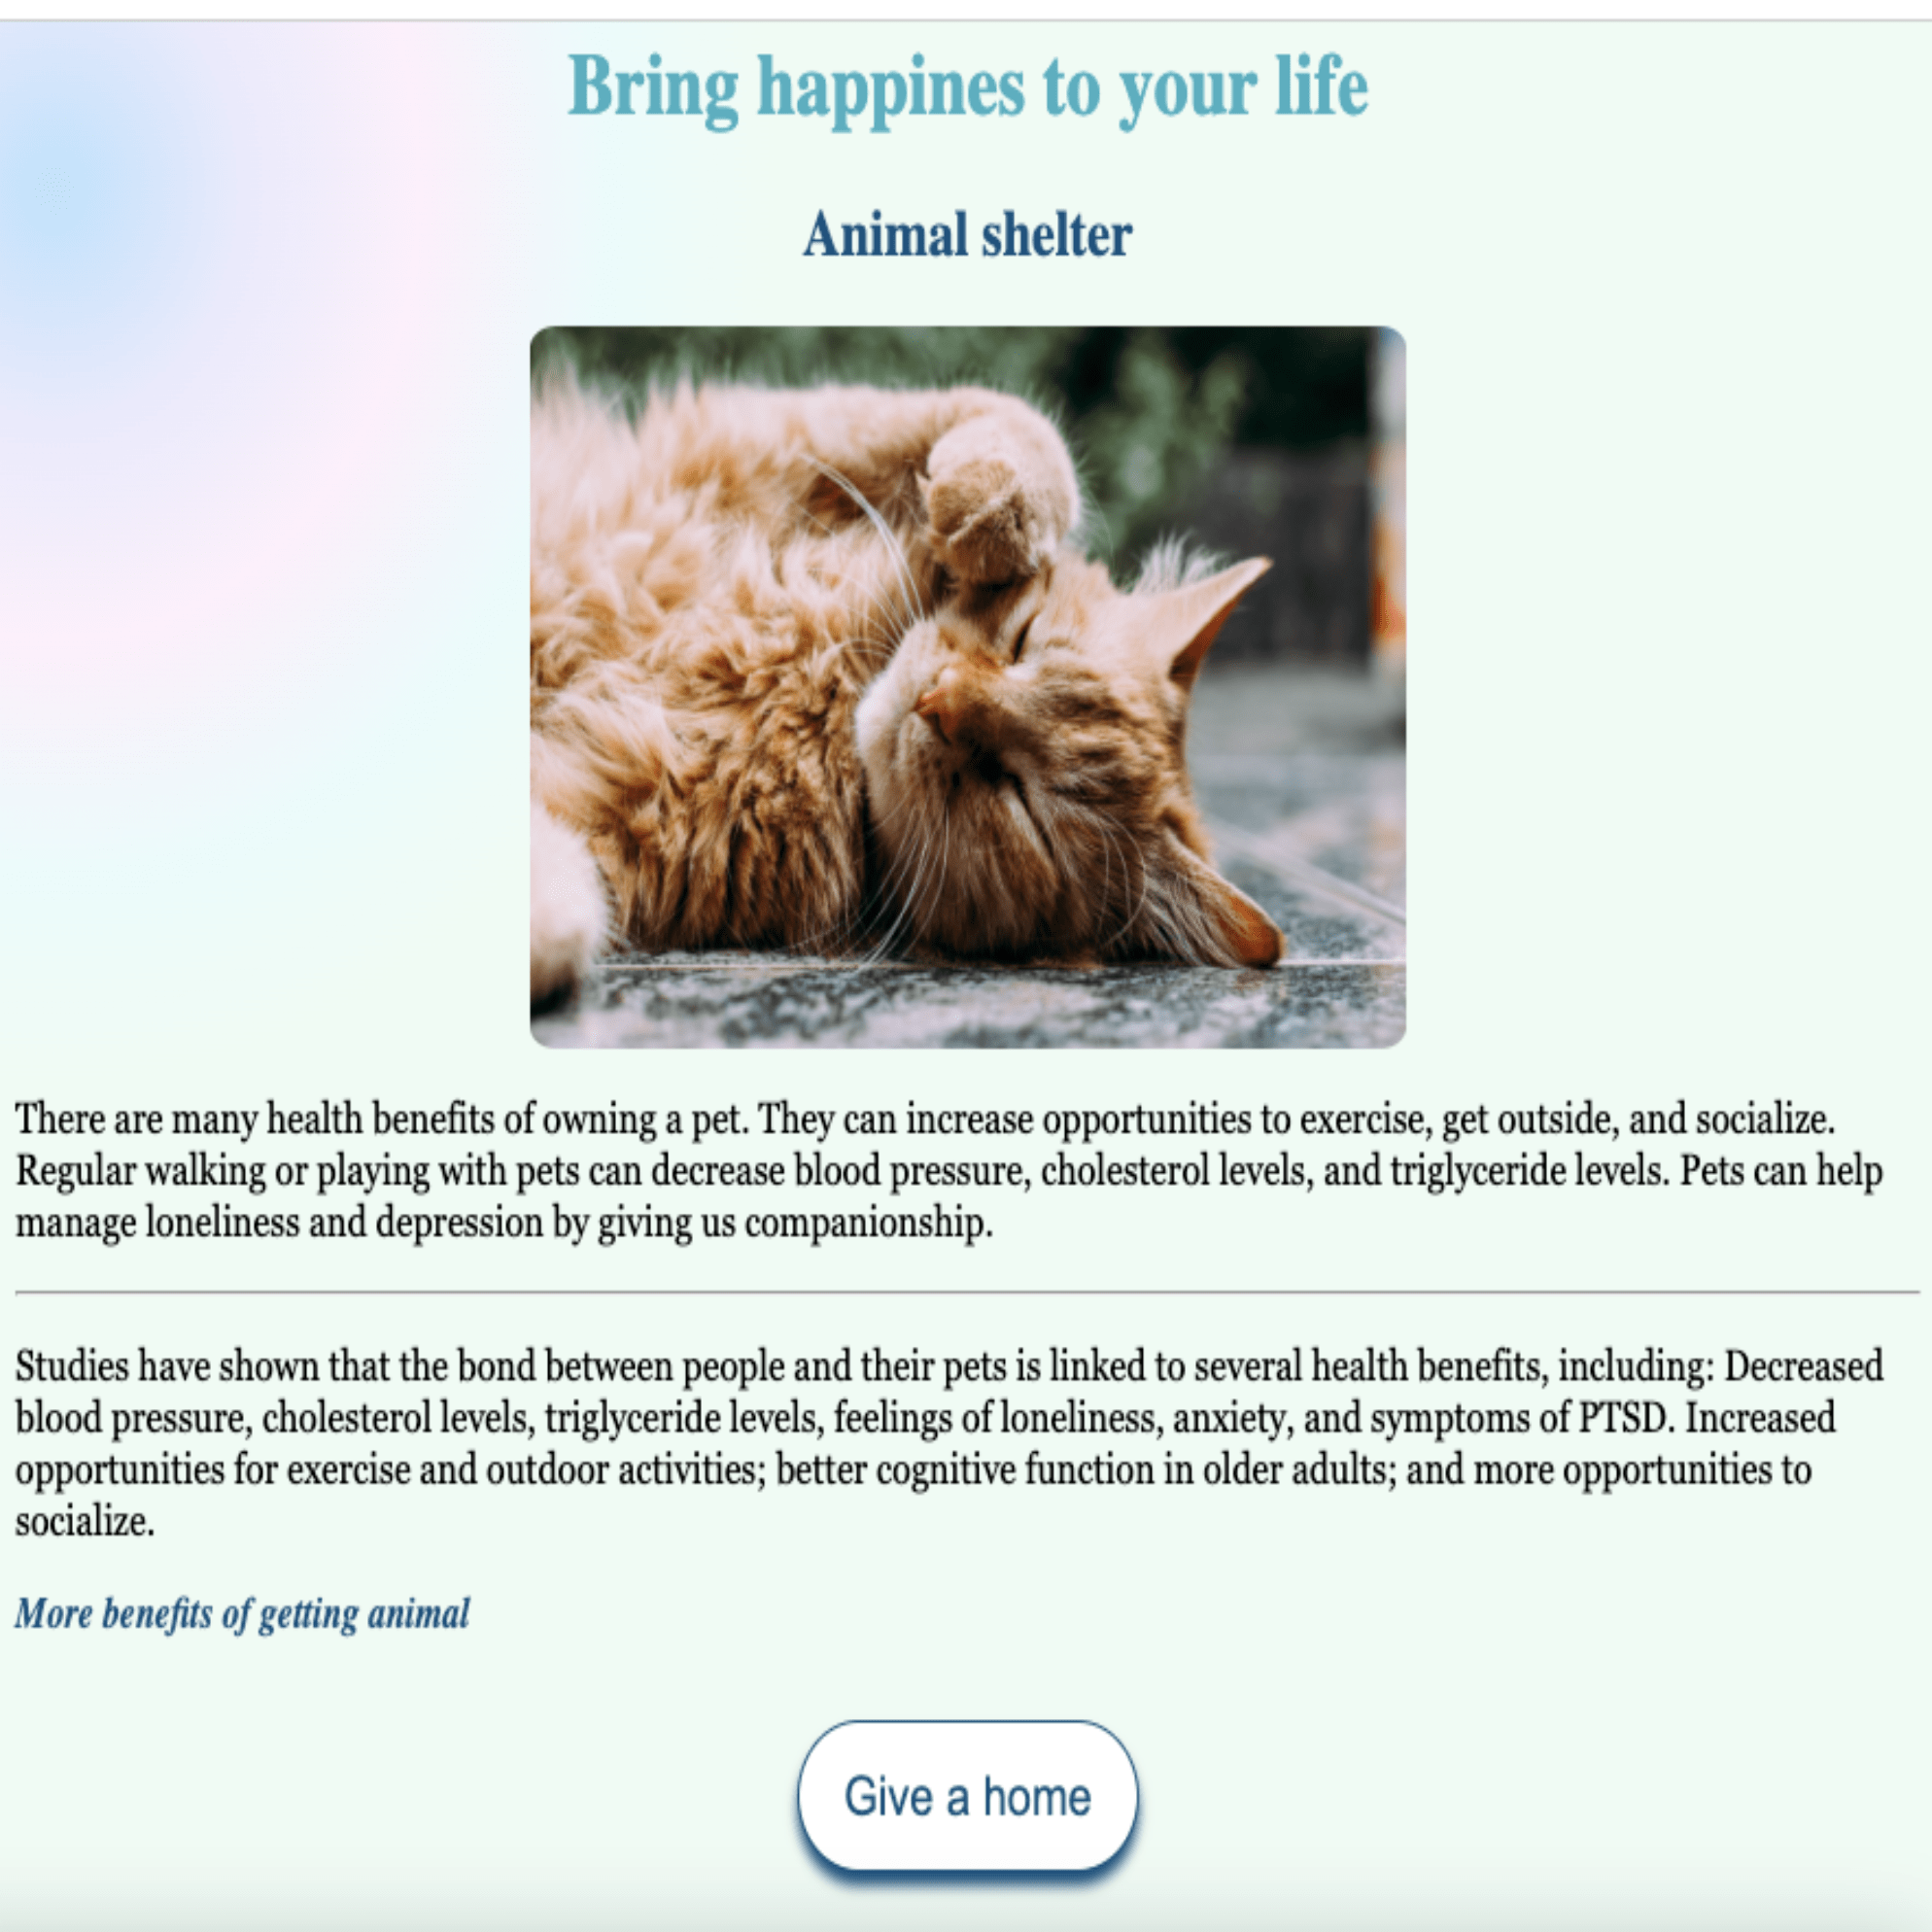 Bring happines to your life
Animal shelter
There are many health benefits of owning a pet. They can increase opportunities to exercise, get outside, and socialize.
Regular walking or playing with pets can decrease blood pressure, cholesterol levels, and triglyceride levels. Pets can help
manage loneliness and depression by giving us companionship.
Studies have shown that the bond between people and their pets is linked to several health benefits, including: Decreased
blood pressure, cholesterol levels, triglyceride levels, feelings of loneliness, anxiety, and symptoms of PTSD. Increased
opportunities for exercise and outdoor activities; better cognitive function in older adults; and more opportunities to
socialize.
More benefits of getting animal
Give a home